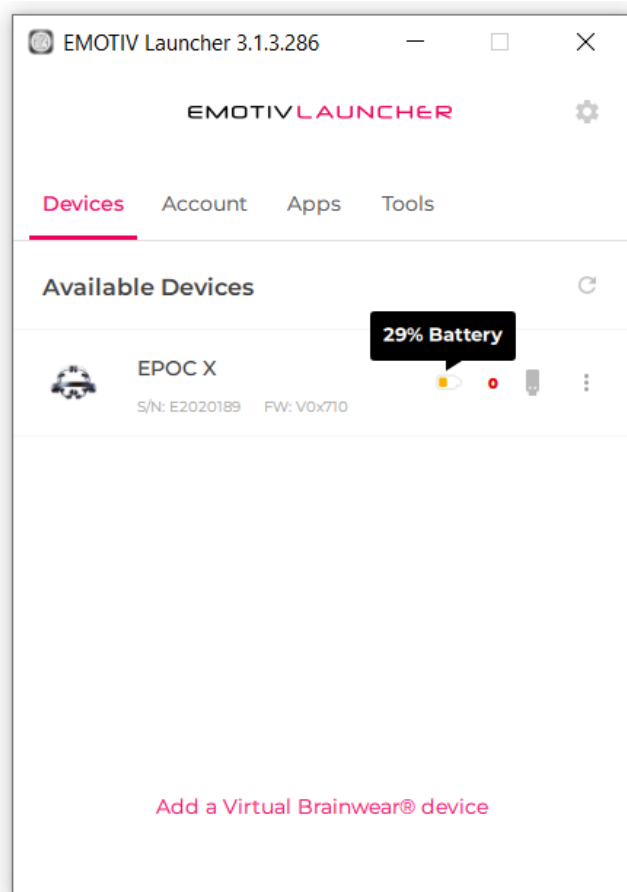 EMOTIV Launcher 3.1.3.286
EMOTIVLAUNCHER
Devices Account Apps Tools
Available Devices
29% Battery
EPOC X
0
S/N: E2020189 FW: V0x710
Add a Virtual Brainwear® device